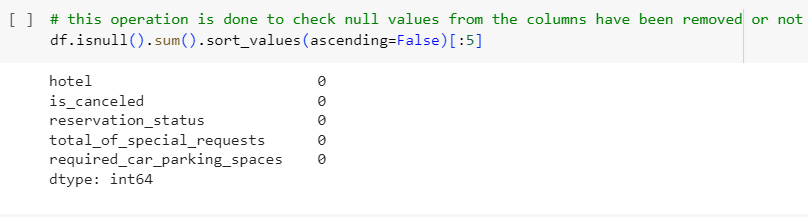 [ ] # this operation is done to check null values from the columns have been removed or not
df.isnull().sum().sort_values(ascending=False)[:5]
hotel 0
is_canceled 0
reservation_status 0
total_of_special_requests 0
required_car_parking_spaces 0
dtype: int64